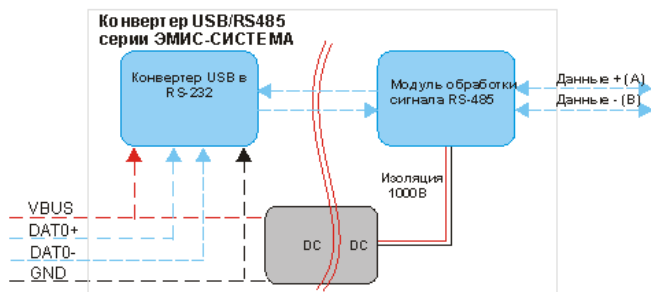 Конвертер USB/RS485
серии ЭМИС-СИСТЕМА
Конвертер USB в
RS-232
Модуль обработки
сигнала RS-485
Данные + (A)
Данные - (B)
Изоляция
1000В
VBUS
DAT0+
DAT0-
GND
DC
DC